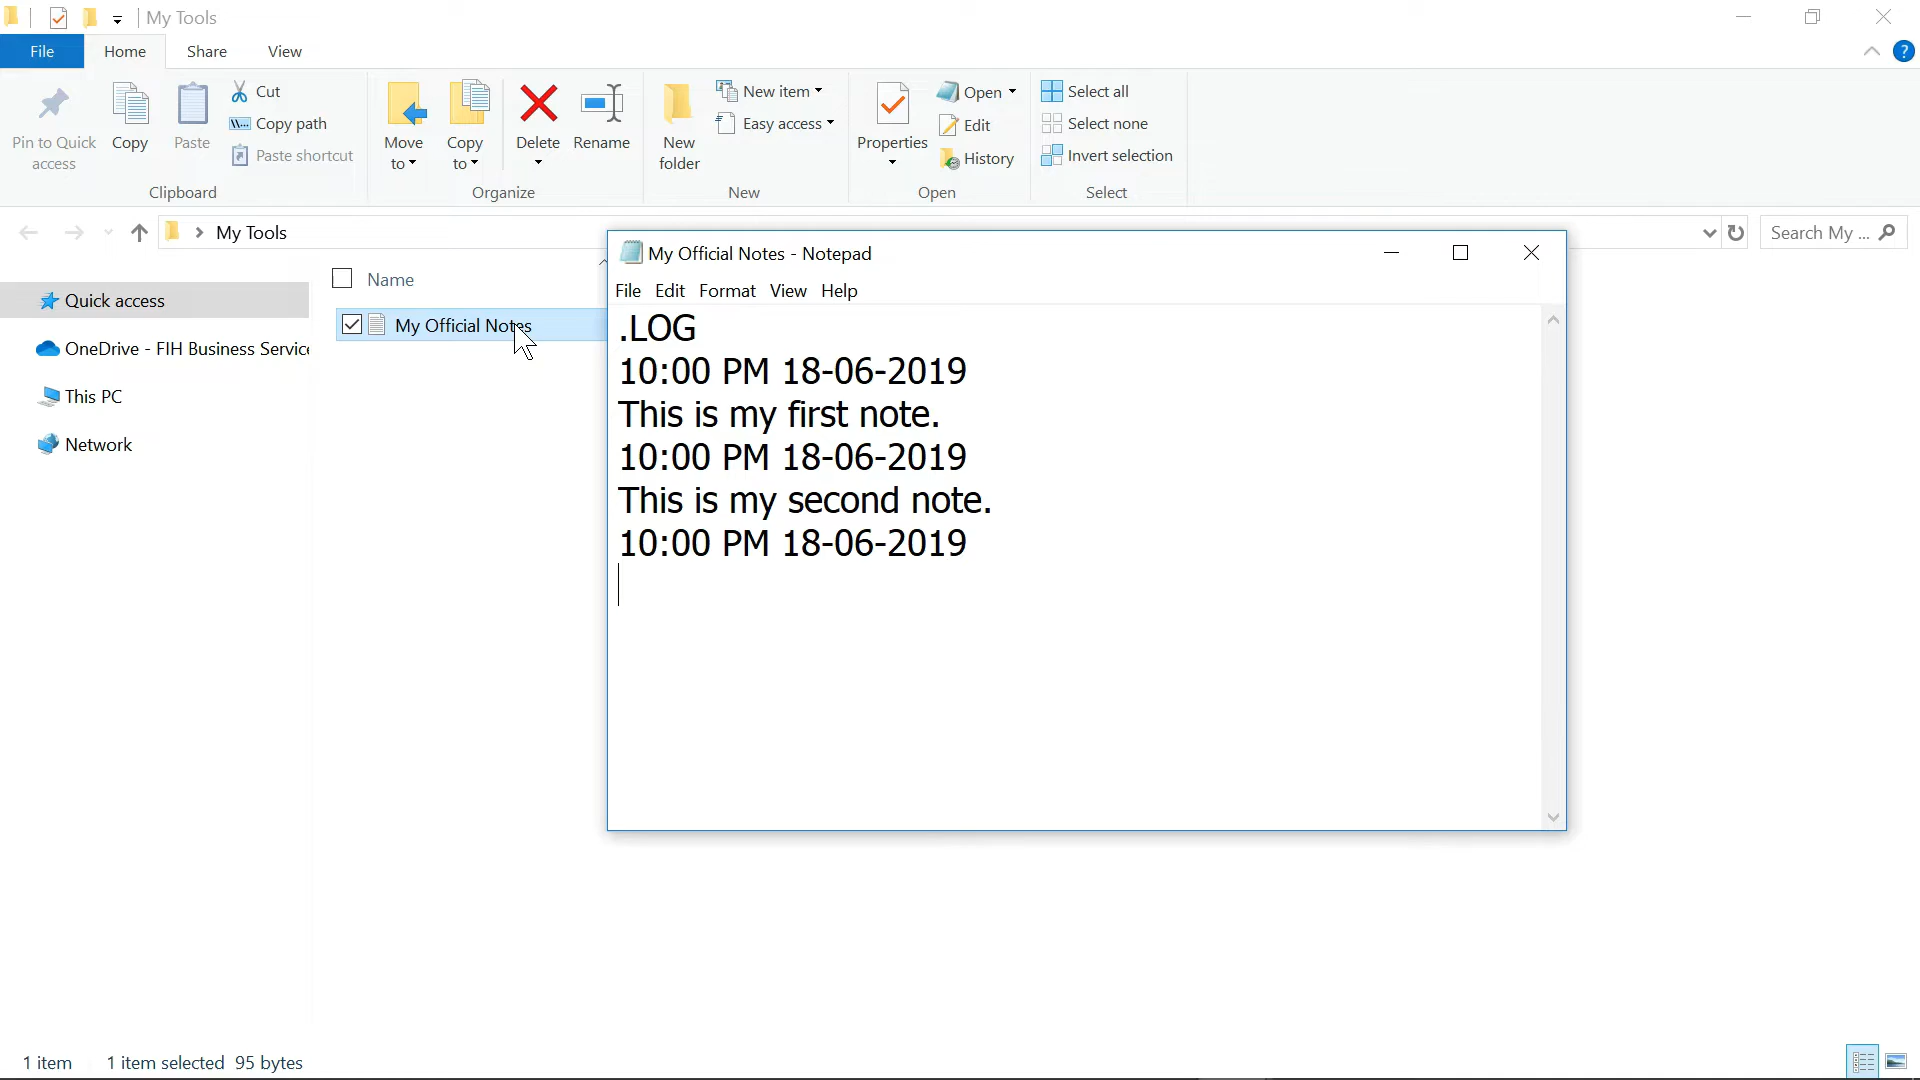 My Tools
File Home Share View
Pin to Quick access
Copy
Paste
Cut
Copy path
Paste shortcut
Clipboard
Move to
Copy to
Delete
Rename
Organize
New folder
New item
Easy access
New
Properties
Open
Edit
History
Open
Select all
Select none
Invert selection
Select
My Tools
Search My ...
Name
My Official Notes
Quick access
OneDrive - FIH Business Servic
This PC
Network
My Official Notes - Notepad
File Edit Format View Help
.LOG
10:00 PM 18-06-2019
This is my first note.
10:00 PM 18-06-2019
This is my second note.
10:00 PM 18-06-2019
1 item 1 item selected 95 bytes